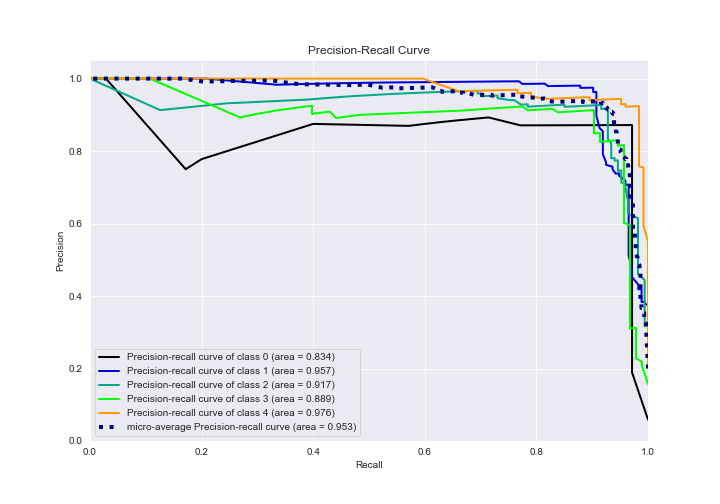 Precision-Recall Curve
1.0
0.8
0.6
0.4
0.2
0.0
Precision
Precision-recall curve of class 0 (area = 0.834)
Precision-recall curve of class 1 (area = 0.957)
Precision-recall curve of class 2 (area = 0.917)
Precision-recall curve of class 3 (area = 0.889)
Precision-recall curve of class 4 (area = 0.976)
micro-average Precision-recall curve (area = 0.953)
0.0 0.2 0.4 0.6 0.8 1.0
Recall